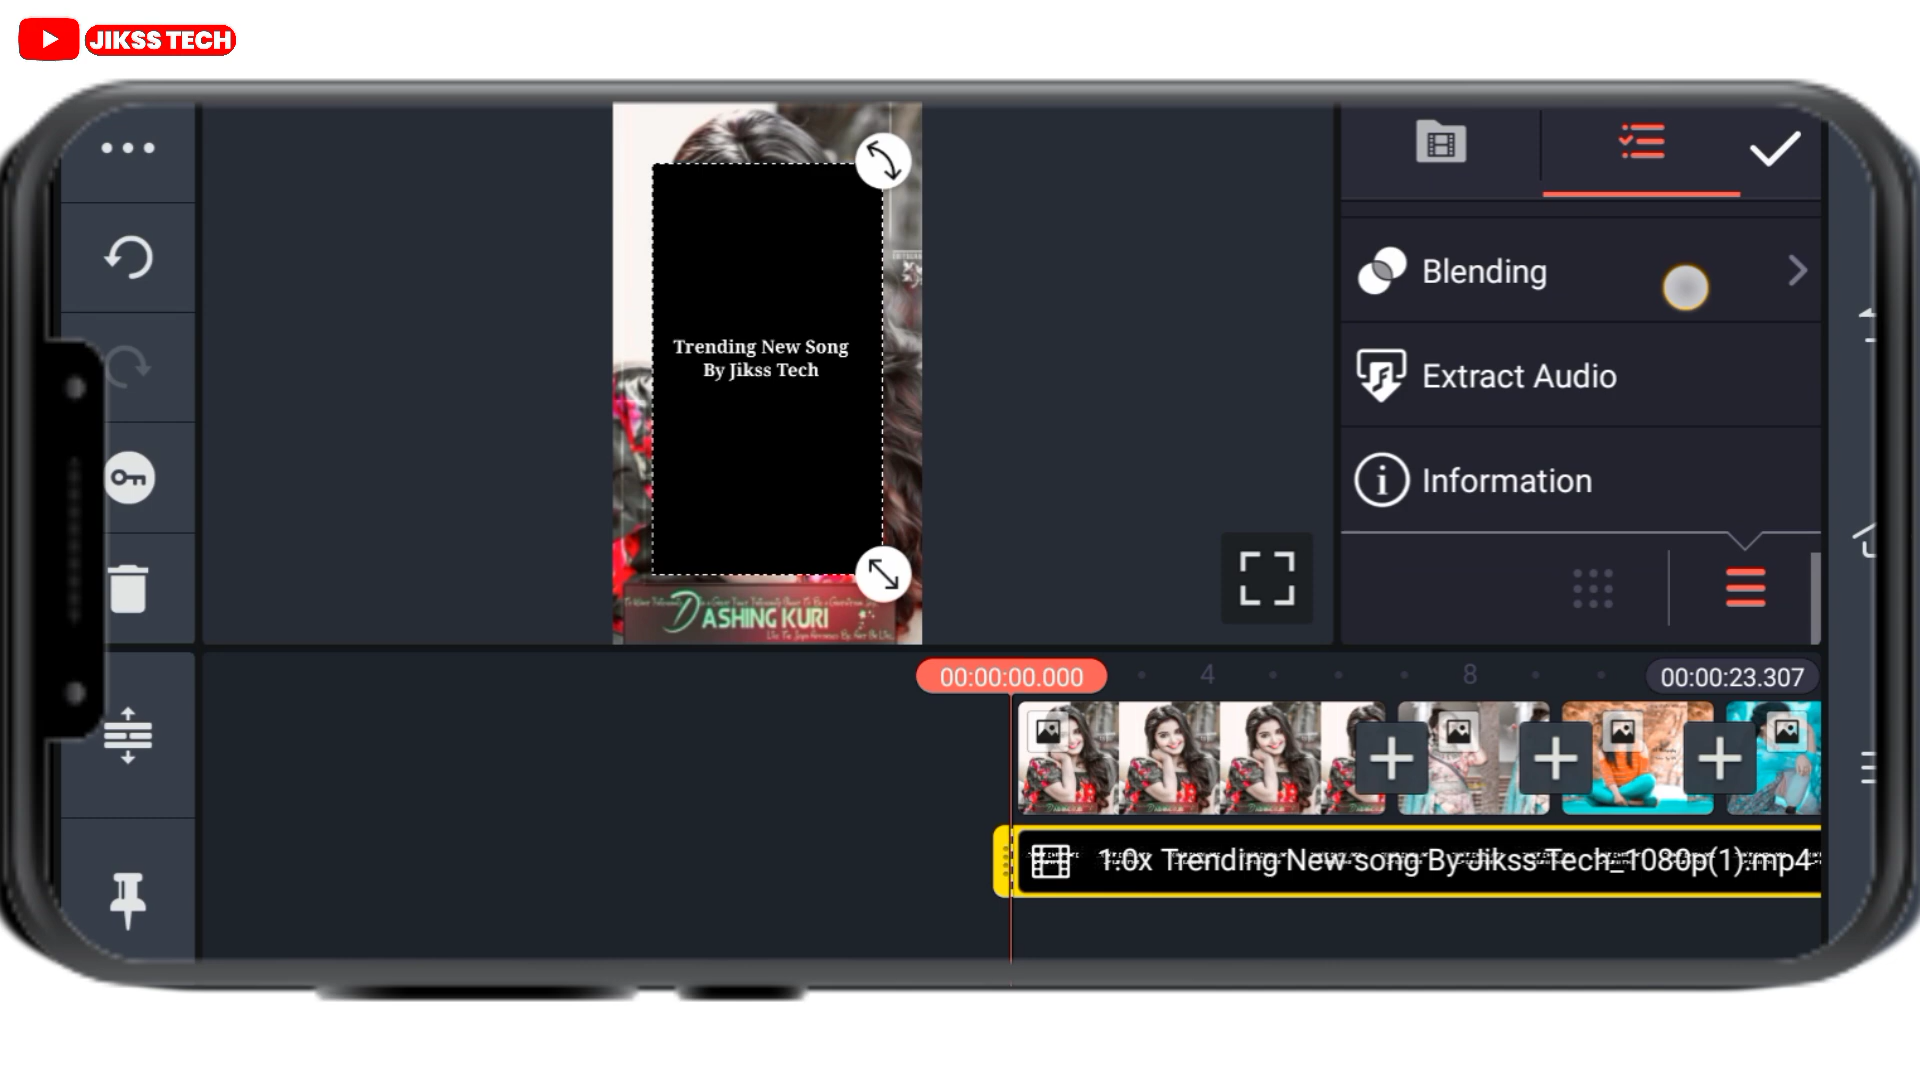 JIKSS TECH
Blending
Trending New Song
By Jikss Tech
Extract Audio
Information
DASHING KURI
00:00:00.000
4
8
00:00:23.307
1.0x Trending New song By Jikss Tech_1080p(1).mp4